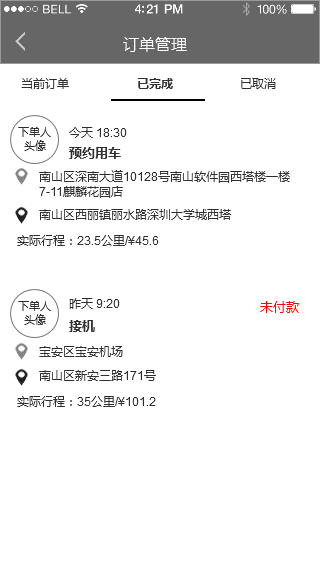 BELL 4:21 PM 100%
订单管理
当前订单 已完成 已取消
下单人
头像
今天 18:30
预约用车
南山区深南大道10128号南山软件园西塔楼一楼
7-11麒麟花园店
南山区西丽镇丽水路深圳大学城西塔
实际行程：23.5公里/¥45.6
下单人
头像
昨天 9:20
未付款
接机
宝安区宝安机场
南山区新安三路171号
实际行程：35公里/¥101.2